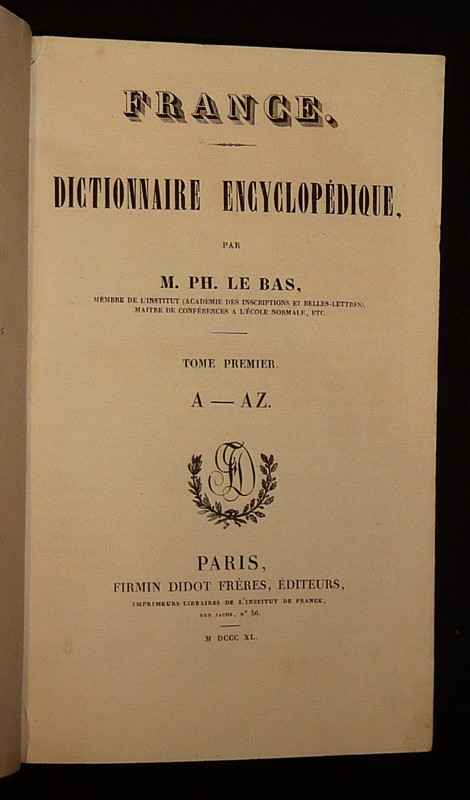 FRANCE.
DICTIONNAIRE ENCYCLOPÉDIQUE,
PAR
M. PH. LE BAS,
MEMBRE DE L'INSTITUT (ACADÉMIE DES INSCRIPTIONS ET BELLES-LETTRES),
MAITRE DE CONFÉRENCES A L'ÉCOLE NORMALE, ETC.
TOME PREMIER.
A — AZ.
PARIS,
FIRMIN DIDOT FRÈRES, ÉDITEURS,
IMPRIMEURS-LIBRAIRES DE L'INSTITUT DE FRANCE,
RUE JACOB, N° 56.
M DCCC XL.